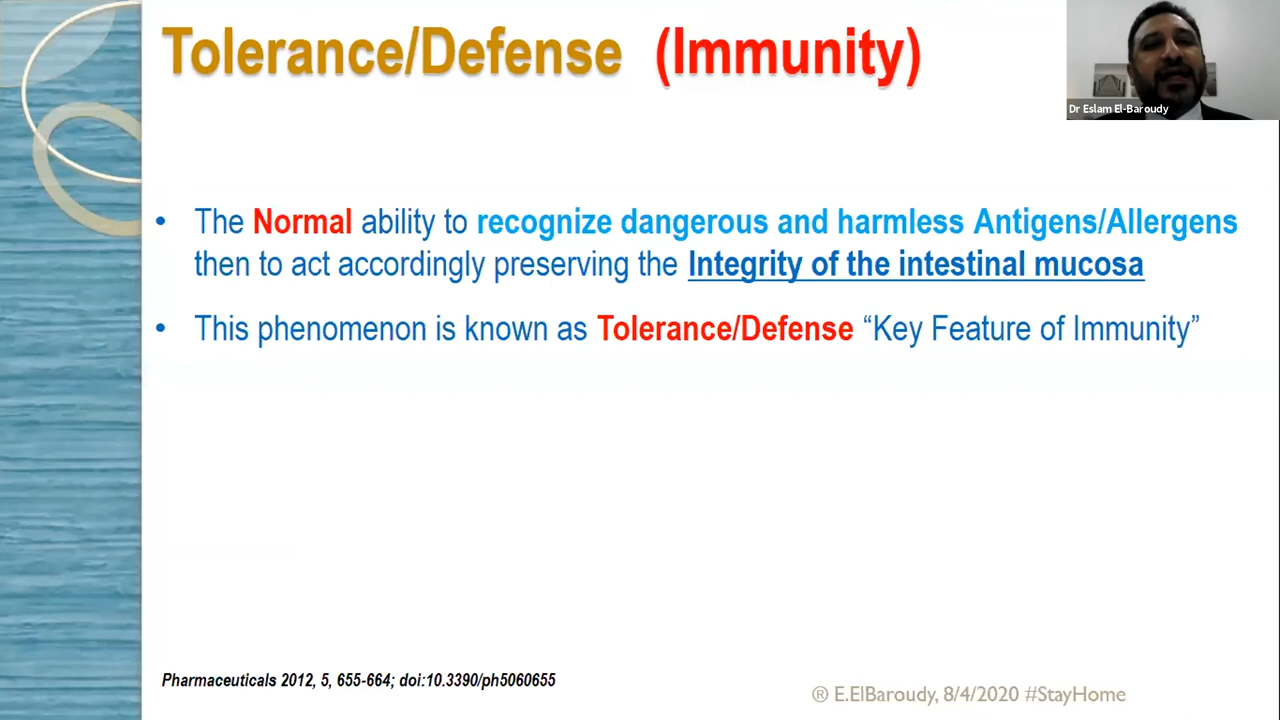 Tolerance/Defense (Immunity)
Dr Eslam El-Baroudy
• The Normal ability to recognize dangerous and harmless Antigens/Allergens
then to act accordingly preserving the Integrity of the intestinal mucosa
• This phenomenon is known as Tolerance/Defense “Key Feature of Immunity”
Pharmaceuticals 2012, 5, 655-664; doi:10.3390/ph5060655
® E.ElBaroudy, 8/4/2020 #StayHome